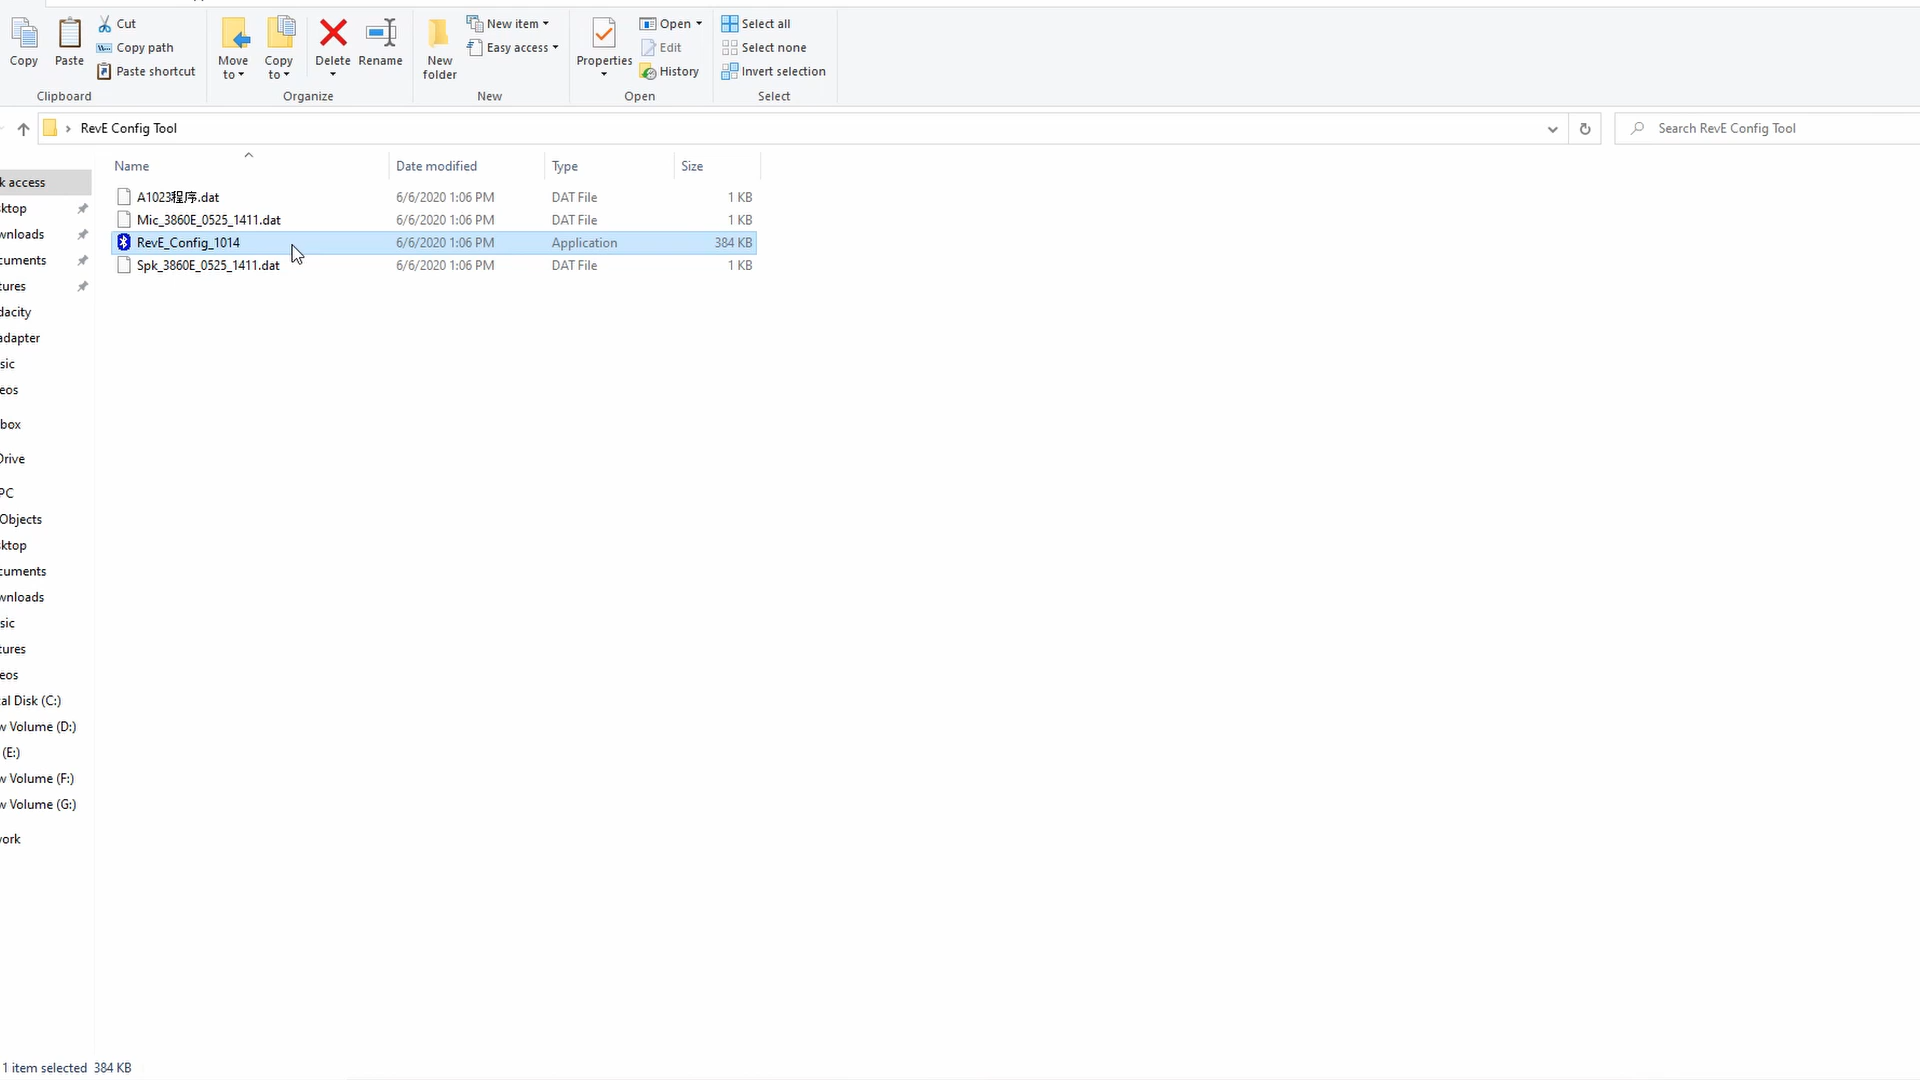 Cut
Copy path
Paste shortcut
Copy
Paste
Clipboard
Move to
Copy to
Delete
Rename
Organize
New folder
New item
Easy access
New
Properties
Open
Edit
History
Open
Select all
Select none
Invert selection
Select
RevE Config Tool
Search RevE Config Tool
Name Date modified Type Size
A1023程序.dat 6/6/2020 1:06 PM DAT File 1 KB
Mic_3860E_0525_1411.dat 6/6/2020 1:06 PM DAT File 1 KB
RevE_Config_1014 6/6/2020 1:06 PM Application 384 KB
Spk_3860E_0525_1411.dat 6/6/2020 1:06 PM DAT File 1 KB
k access
ktop
wnloads
cuments
tures
dacity
adapter
sic
eos
box
Drive
PC
Objects
ktop
cuments
wnloads
sic
tures
eos
al Disk (C:)
w Volume (D:)
(E:)
w Volume (F:)
w Volume (G:)
work
1 item selected 384 KB